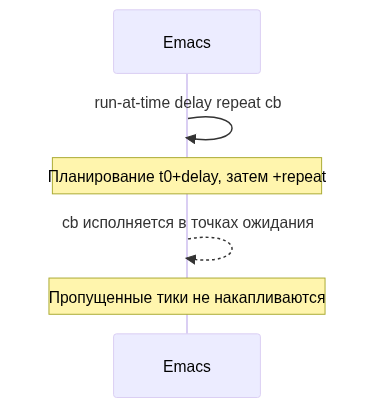 Emacs
run-at-time delay repeat cb
Планирование t0+delay, затем +repeat
cb исполняется в точках ожидания
Пропущенные тики не накапливаются
Emacs